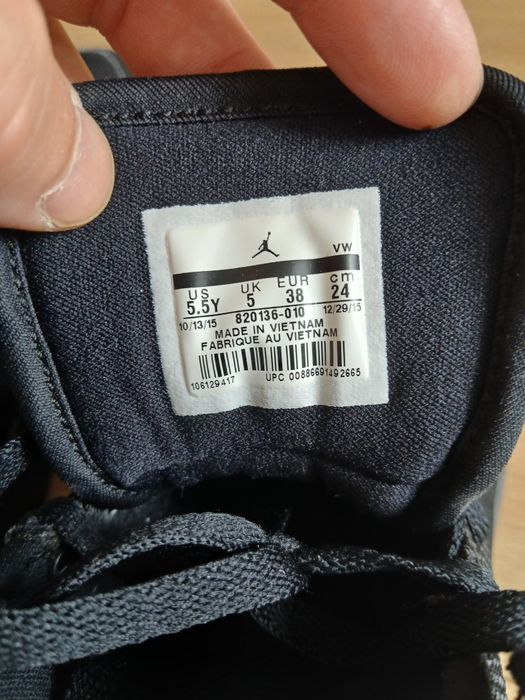 VW
US UK EUR cm
5.5Y 5 38 24
10/13/15 820136-010 12/29/15
MADE IN VIETNAM
FABRIQUE AU VIETNAM
106129417 UPC 00886691492665